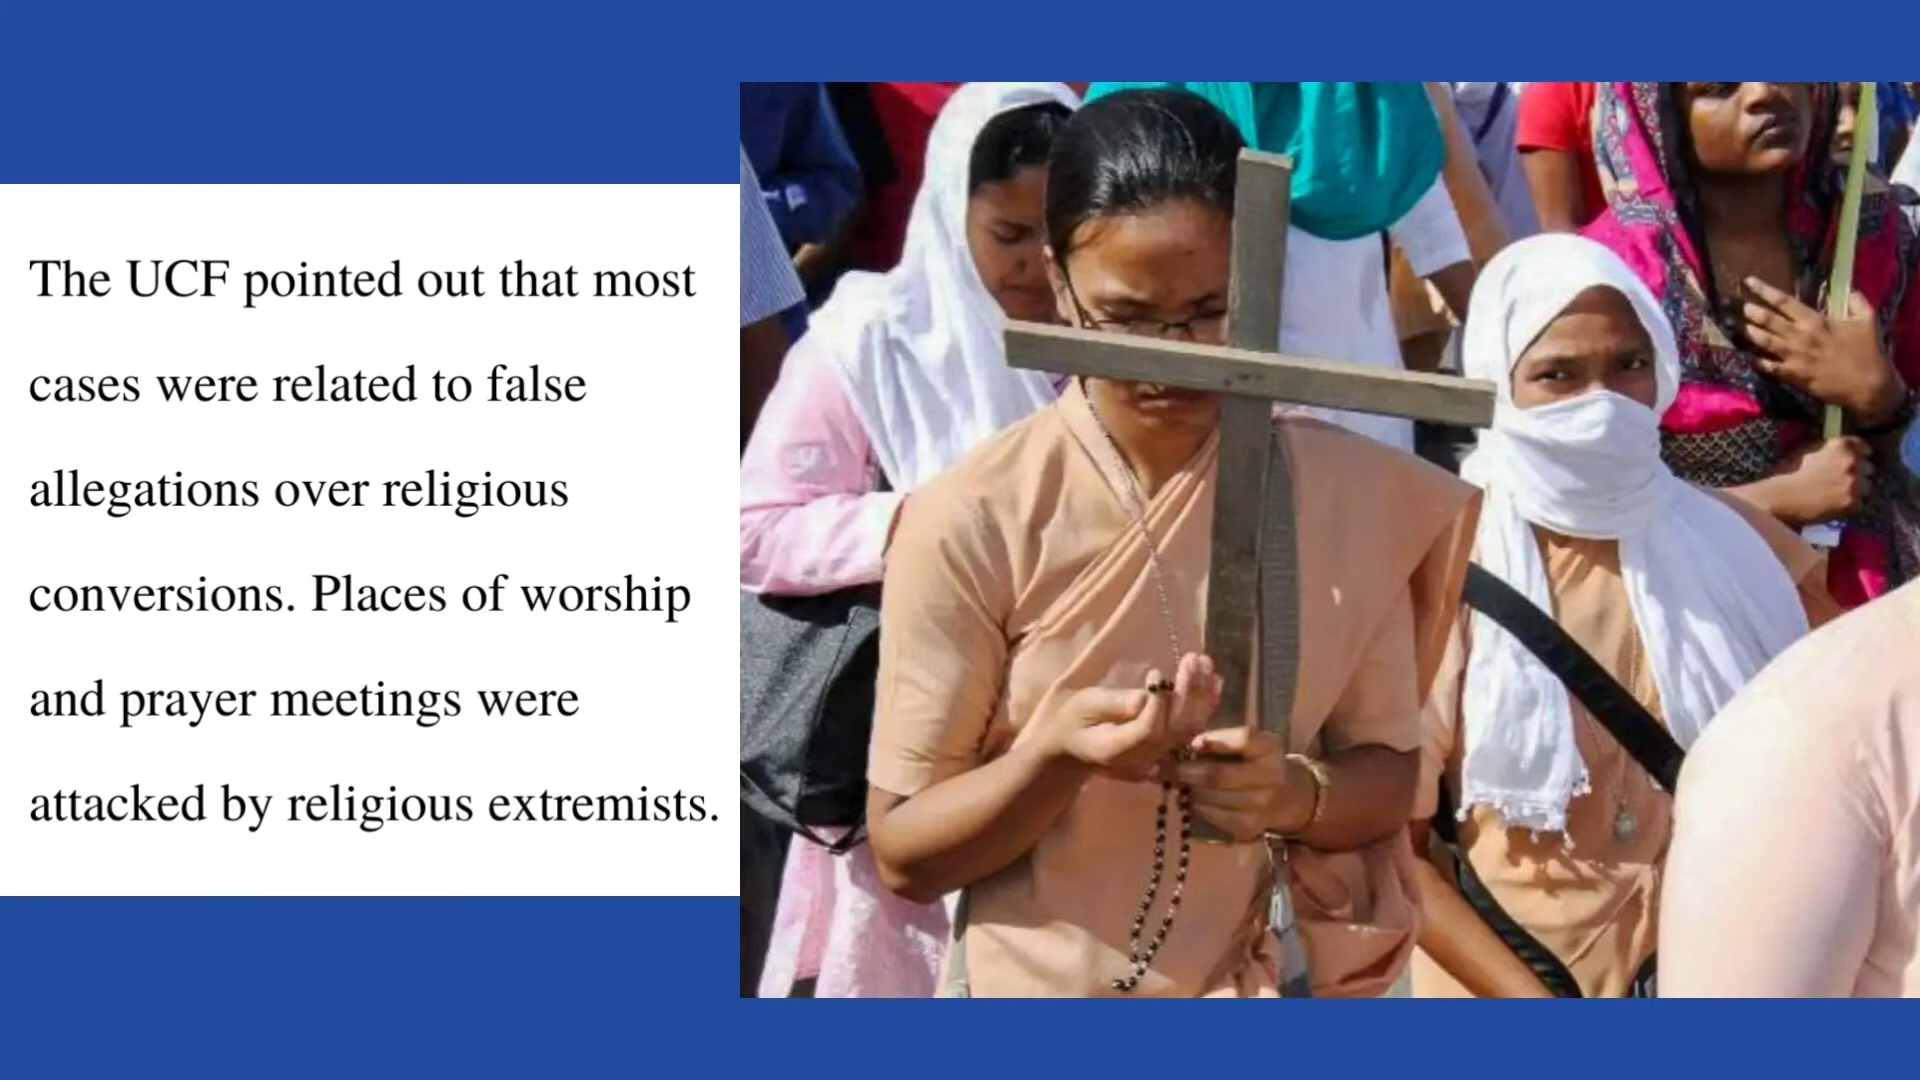 The UCF pointed out that most
cases were related to false
allegations over religious
conversions. Places of worship
and prayer meetings were
attacked by religious extremists.